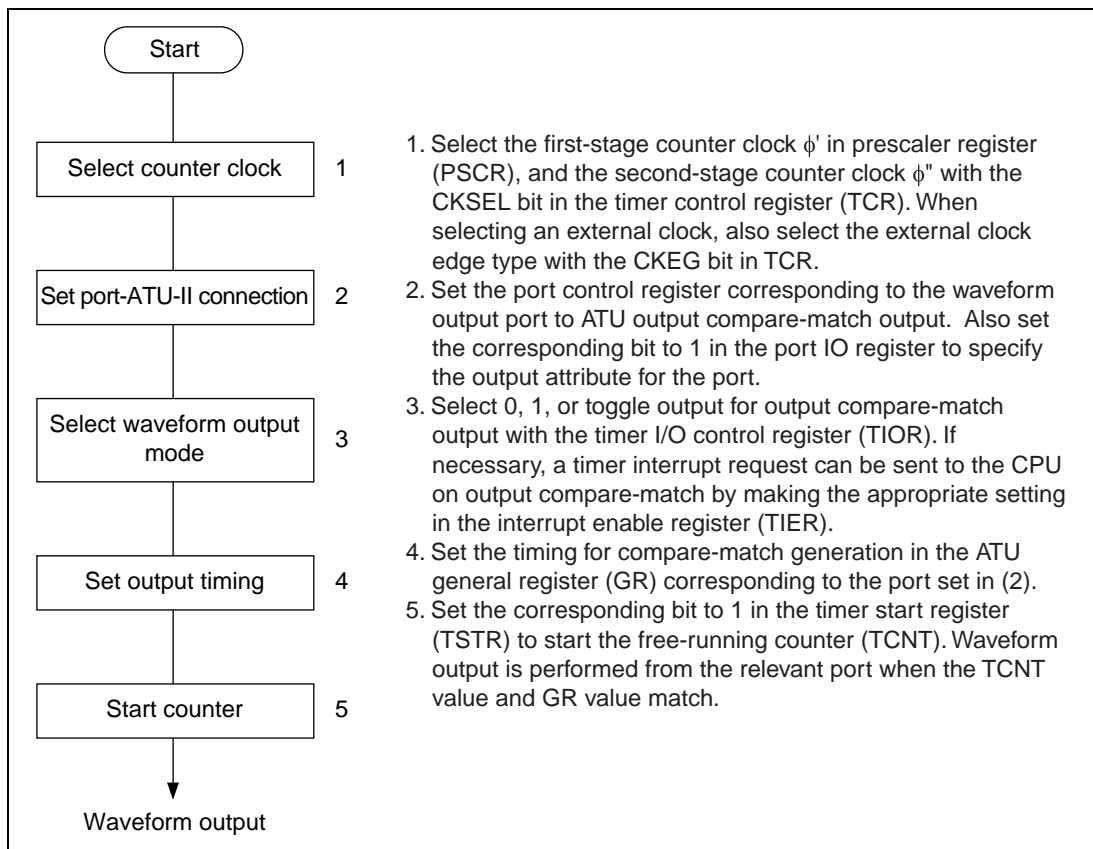 Start
Select counter clock
1
Set port-ATU-II connection
2
Select waveform output
mode
3
Set output timing
4
Start counter
5
Waveform output
1. Select the first-stage counter clock ϕ' in prescaler register
(PSCR), and the second-stage counter clock ϕ" with the
CKSEL bit in the timer control register (TCR). When
selecting an external clock, also select the external clock
edge type with the CKEG bit in TCR.
2. Set the port control register corresponding to the waveform
output port to ATU output compare-match output. Also set
the corresponding bit to 1 in the port IO register to specify
the output attribute for the port.
3. Select 0, 1, or toggle output for output compare-match
output with the timer I/O control register (TIOR). If
necessary, a timer interrupt request can be sent to the CPU
on output compare-match by making the appropriate setting
in the interrupt enable register (TIER).
4. Set the timing for compare-match generation in the ATU
general register (GR) corresponding to the port set in (2).
5. Set the corresponding bit to 1 in the timer start register
(TSTR) to start the free-running counter (TCNT). Waveform
output is performed from the relevant port when the TCNT
value and GR value match.